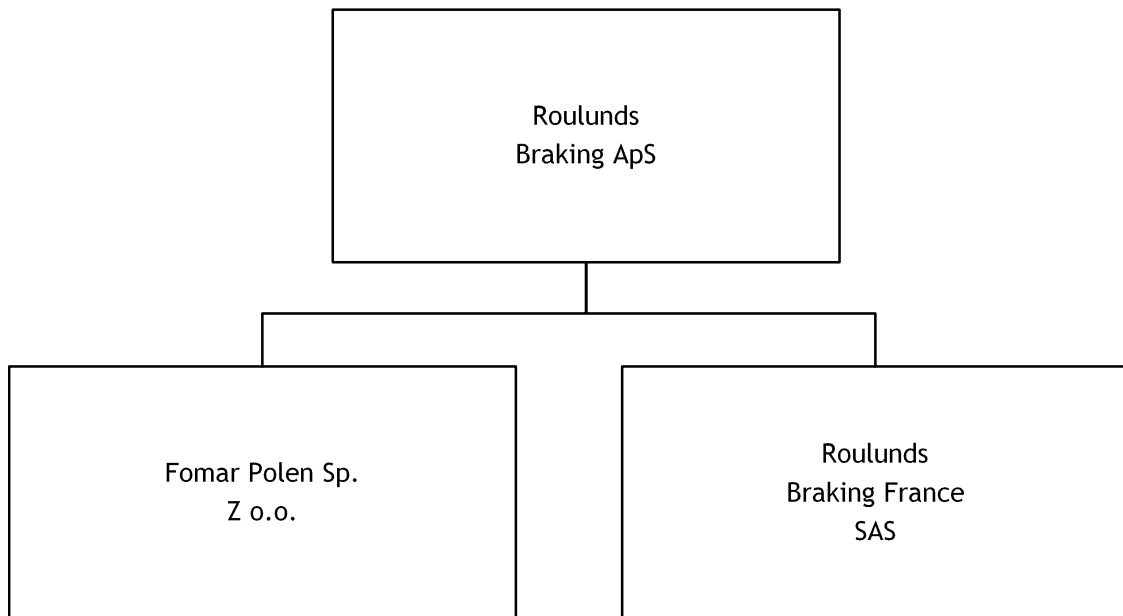 Roulunds
Braking ApS
Fomar Polen Sp.
Z o.o.
Roulunds
Braking France
SAS